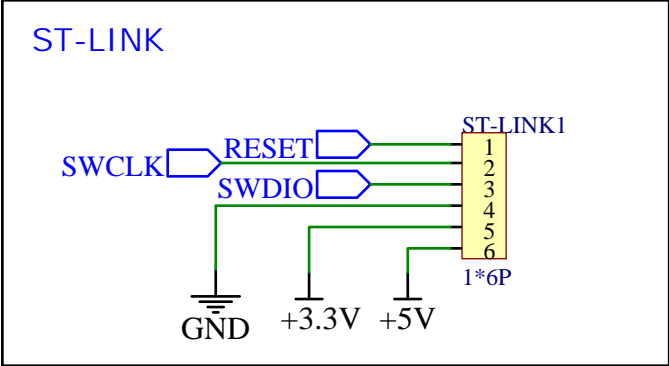 ST-LINK
ST-LINK1
RESET
1
SWCLK
2
SWDIO
3
4
5
6
1*6P
GND
+3.3V
+5V